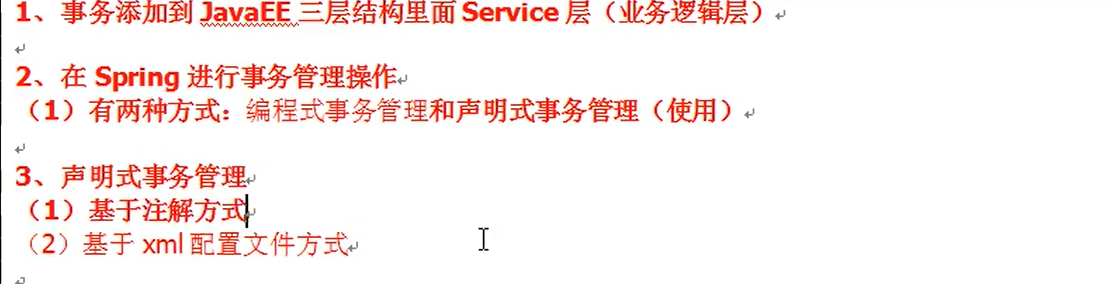 1、事务添加到 JavaEE 三层结构里面 Service 层（业务逻辑层）
2、在 Spring 进行事务管理操作
（1）有两种方式：编程式事务管理和声明式事务管理（使用）
3、声明式事务管理
（1）基于注解方式
（2）基于 xml 配置文件方式